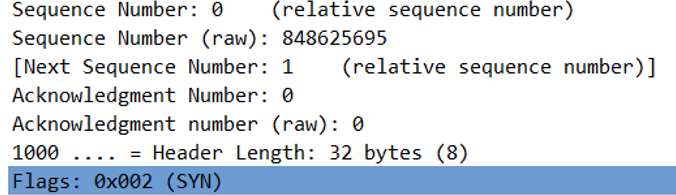 Sequence Number: 0    (relative sequence number)
Sequence Number (raw): 848625695
[Next Sequence Number: 1    (relative sequence number)]
Acknowledgment Number: 0
Acknowledgment number (raw): 0
1000 .... = Header Length: 32 bytes (8)
Flags: 0x002 (SYN)